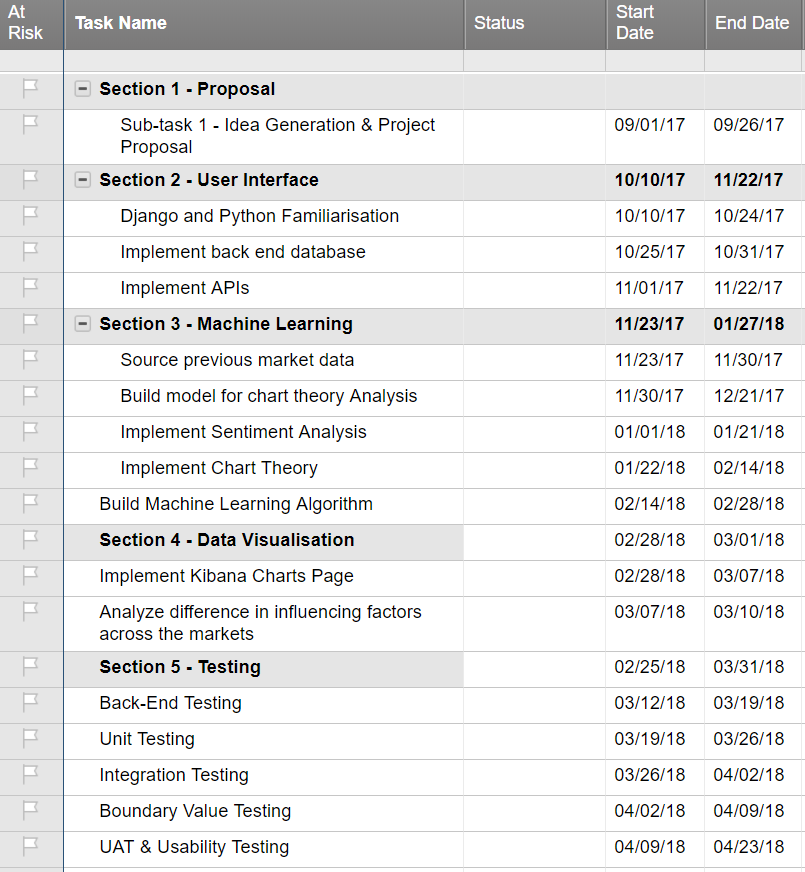 At Risk Task Name Status Start Date End Date
Section 1 - Proposal
Sub-task 1 - Idea Generation & Project 09/01/17 09/26/17
Proposal
Section 2 - User Interface 10/10/17 11/22/17
Django and Python Familiarisation 10/10/17 10/24/17
Implement back end database 10/25/17 10/31/17
Implement APIs 11/01/17 11/22/17
Section 3 - Machine Learning 11/23/17 01/27/18
Source previous market data 11/23/17 11/30/17
Build model for chart theory Analysis 11/30/17 12/21/17
Implement Sentiment Analysis 01/01/18 01/21/18
Implement Chart Theory 01/22/18 02/14/18
Build Machine Learning Algorithm 02/14/18 02/28/18
Section 4 - Data Visualisation 02/28/18 03/01/18
Implement Kibana Charts Page 02/28/18 03/07/18
Analyze difference in influencing factors 03/07/18 03/10/18
across the markets
Section 5 - Testing 02/25/18 03/31/18
Back-End Testing 03/12/18 03/19/18
Unit Testing 03/19/18 03/26/18
Integration Testing 03/26/18 04/02/18
Boundary Value Testing 04/02/18 04/09/18
UAT & Usability Testing 04/09/18 04/23/18